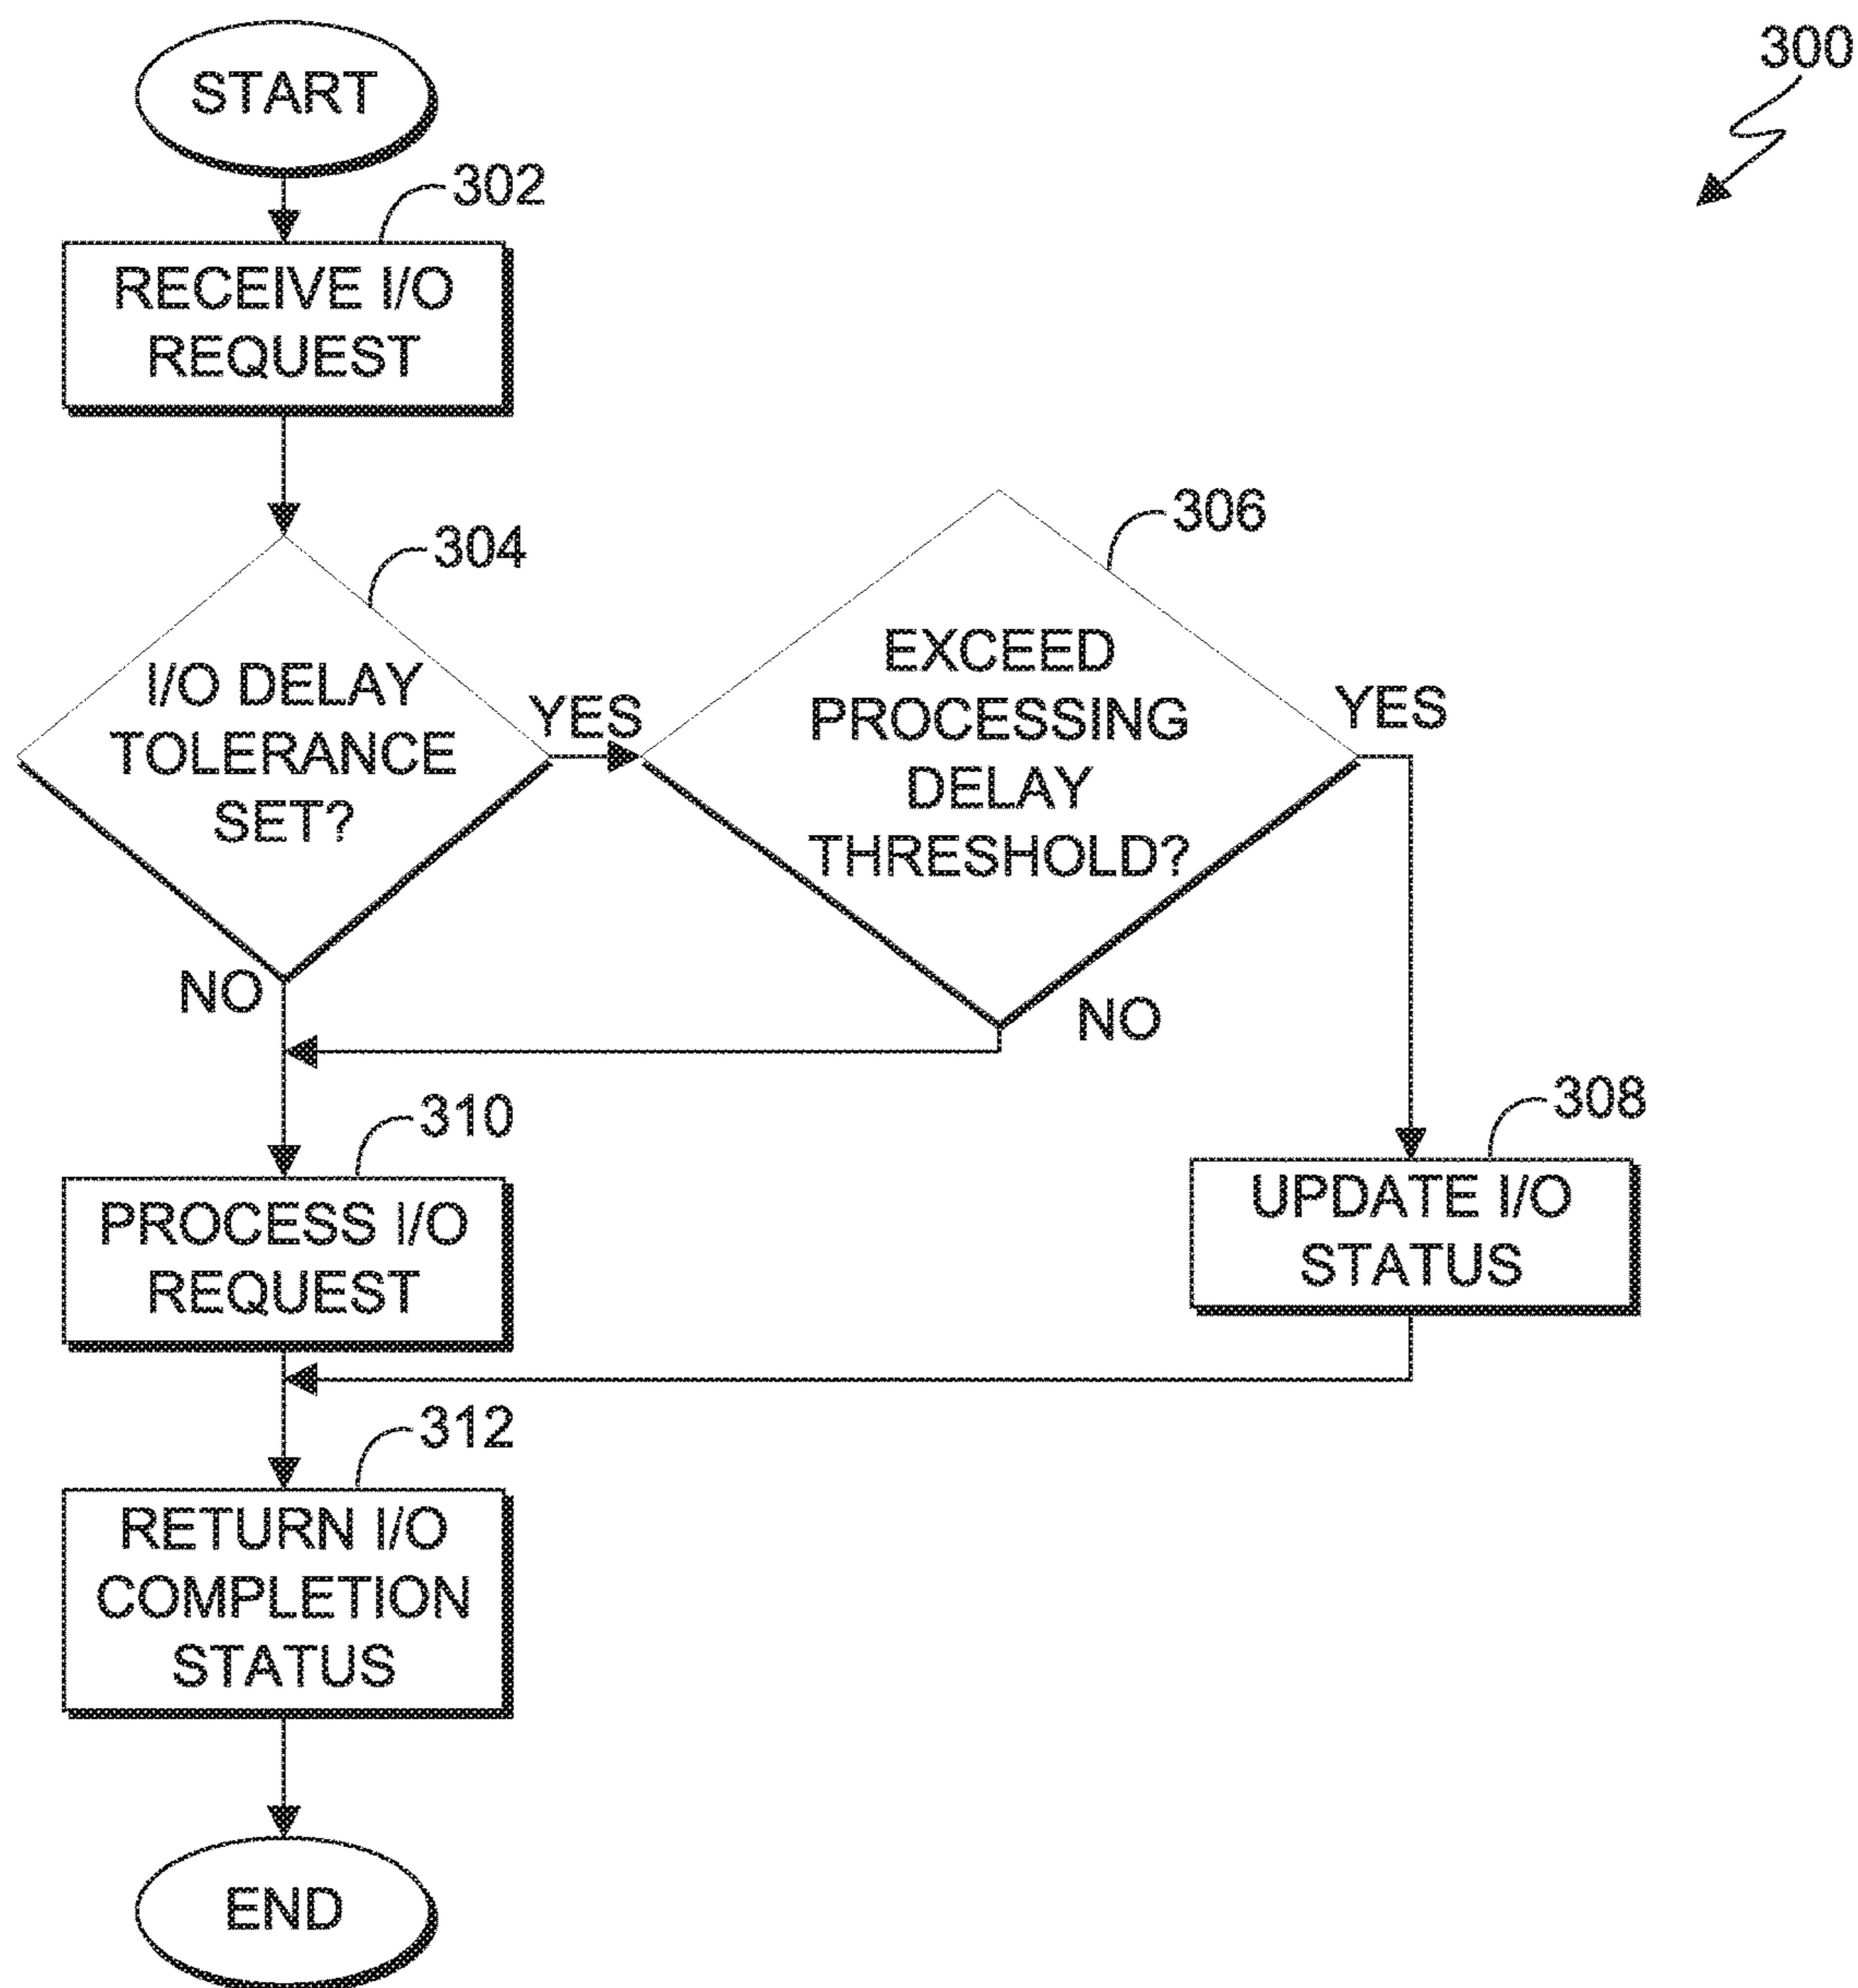 START
300
302
RECEIVE I/O
REQUEST
304
I/O DELAY
TOLERANCE
SET?
YES
306
EXCEED
PROCESSING
DELAY
THRESHOLD?
YES
NO
NO
310
PROCESS I/O
REQUEST
308
UPDATE I/O
STATUS
312
RETURN I/O
COMPLETION
STATUS
END